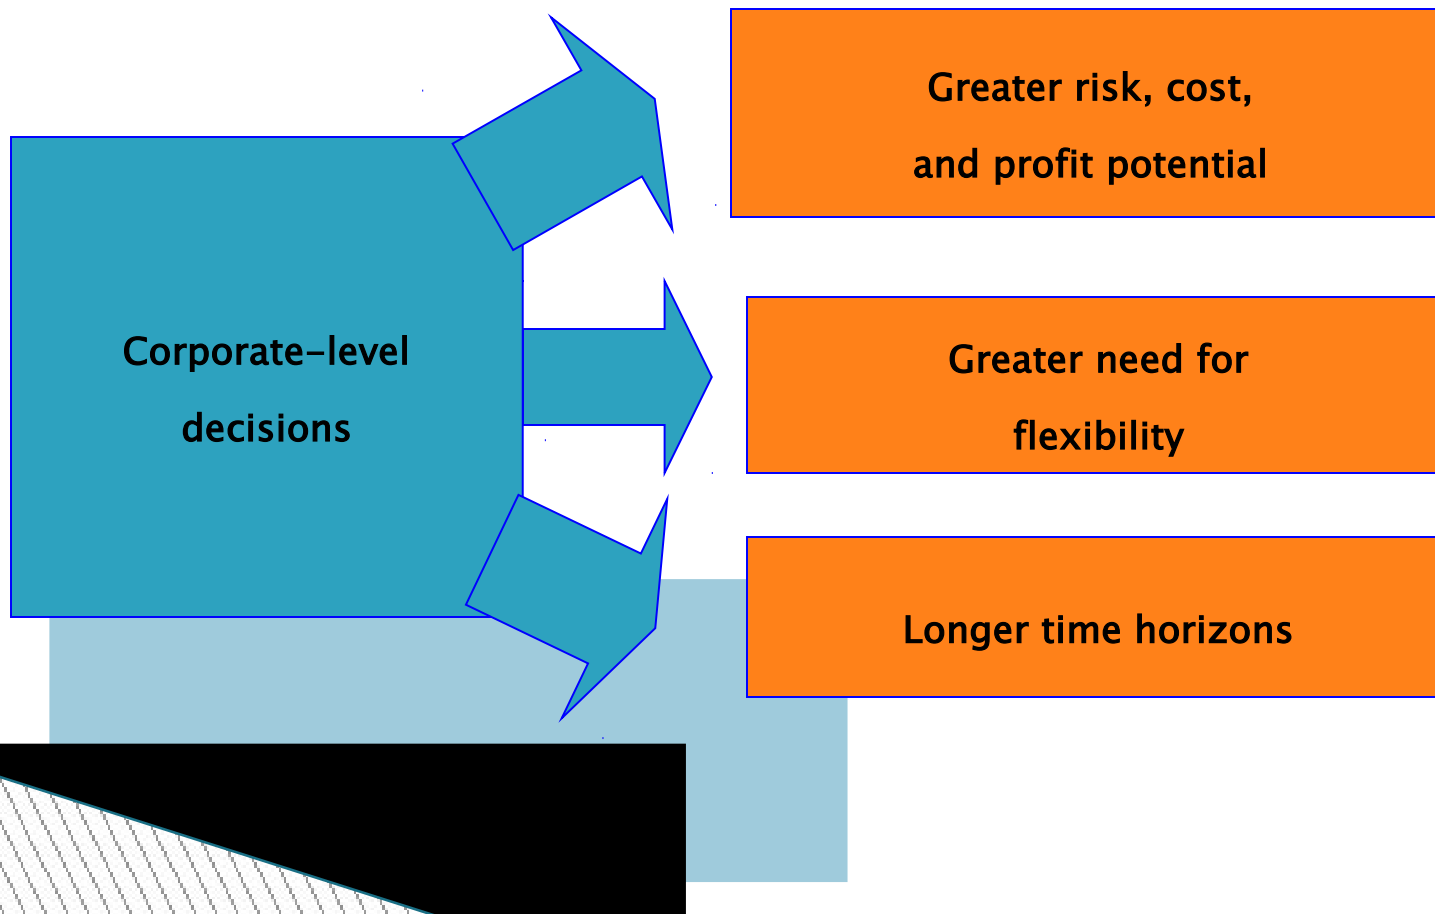 Greater risk, cost,
and profit potential
Corporate-level
decisions
Greater need for
flexibility
Longer time horizons